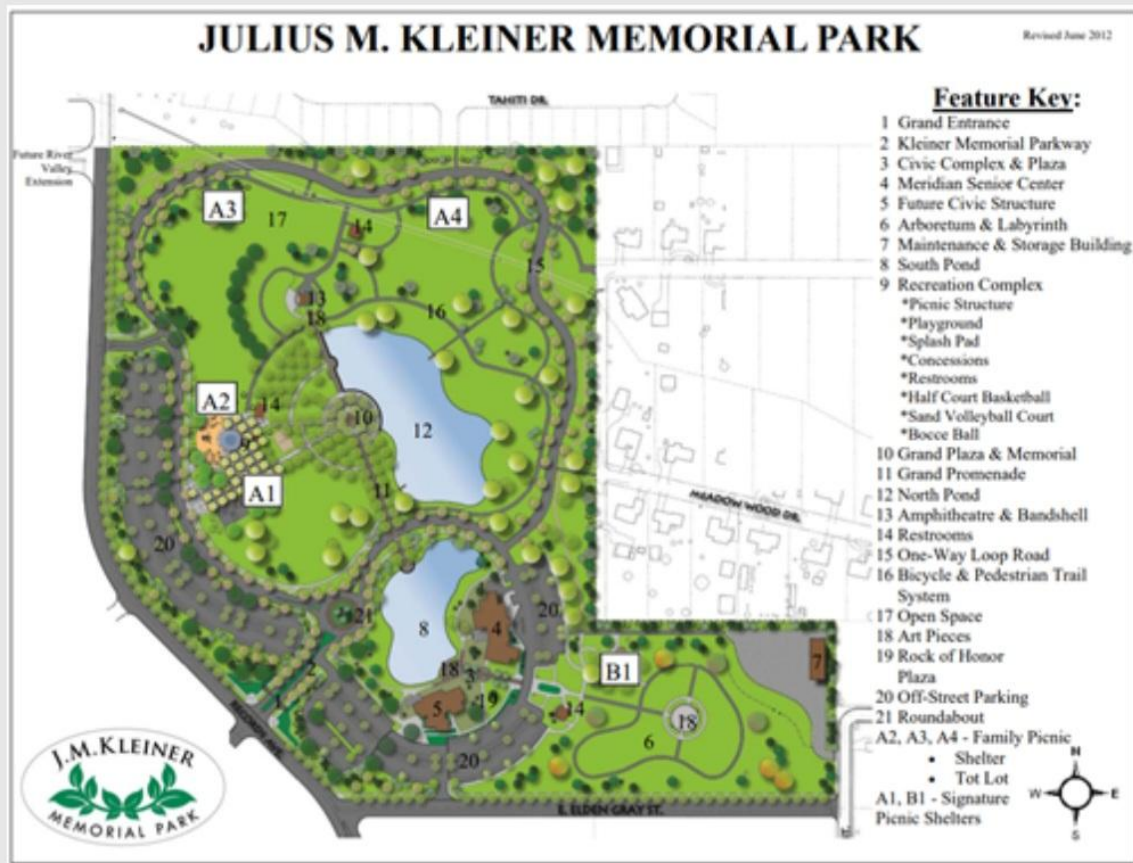 JULIUS M. KLEINER MEMORIAL PARK
Revised June 2012
TAHITI DR.
Future River
Valley
Extension
Feature Key:
1 Grand Entrance
2 Kleiner Memorial Parkway
3 Civic Complex & Plaza
4 Meridian Senior Center
5 Future Civic Structure
6 Arboretum & Labyrinth
7 Maintenance & Storage Building
8 South Pond
9 Recreation Complex
*Picnic Structure
*Playground
*Splash Pad
*Concessions
*Restrooms
*Half Court Basketball
*Sand Volleyball Court
*Bocce Ball
10 Grand Plaza & Memorial
11 Grand Promenade
12 North Pond
13 Amphitheatre & Bandshell
14 Restrooms
15 One-Way Loop Road
16 Bicycle & Pedestrian Trail
System
17 Open Space
18 Art Pieces
19 Rock of Honor
Plaza
20 Off-Street Parking
21 Roundabout
A2, A3, A4 - Family Picnic
• Shelter
• Tot Lot
A1, B1 - Signature
Picnic Shelters
N
W E
S
A3
17
14
A4
15
13
18
16
A2
14
10
12
9
A1
11
MEADOW WOOD DR.
20
21
8
4
20
2
18
3
B1
7
1
5
19
14
18
6
20
E. ELDEN GRAY ST.
J.M. KLEINER
MEMORIAL PARK